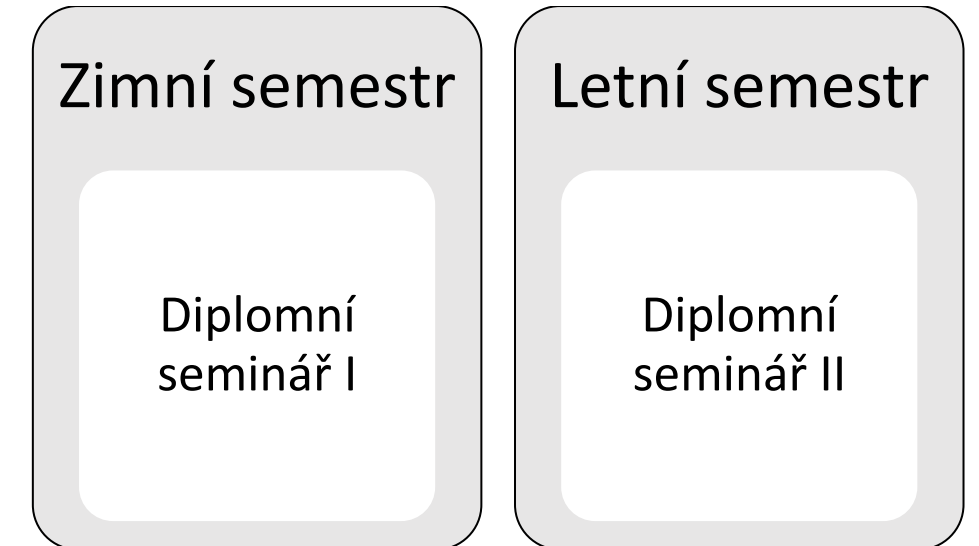 Zimní semestr
Diplomní
seminář I
Letní semestr
Diplomní
seminář II